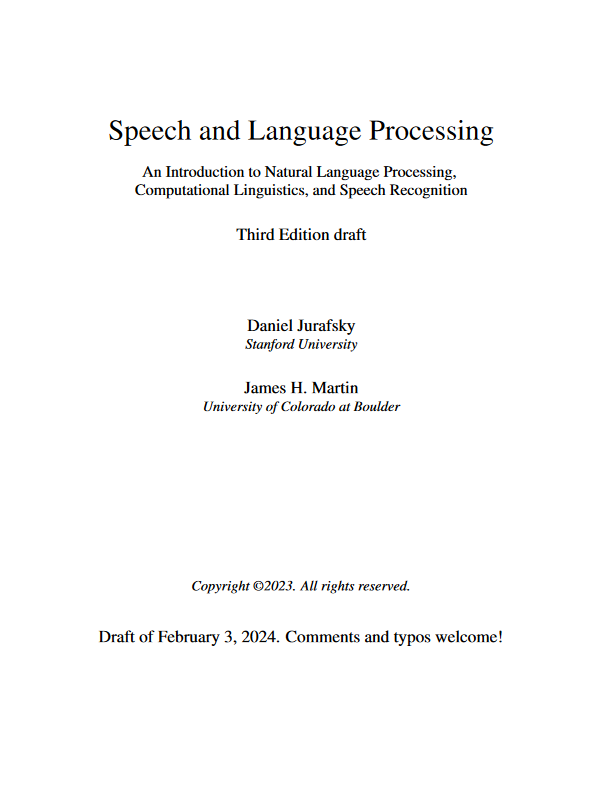 Speech and Language Processing
An Introduction to Natural Language Processing,
Computational Linguistics, and Speech Recognition
Third Edition draft
Daniel Jurafsky
Stanford University
James H. Martin
University of Colorado at Boulder
Copyright ©2023. All rights reserved.
Draft of February 3, 2024. Comments and typos welcome!